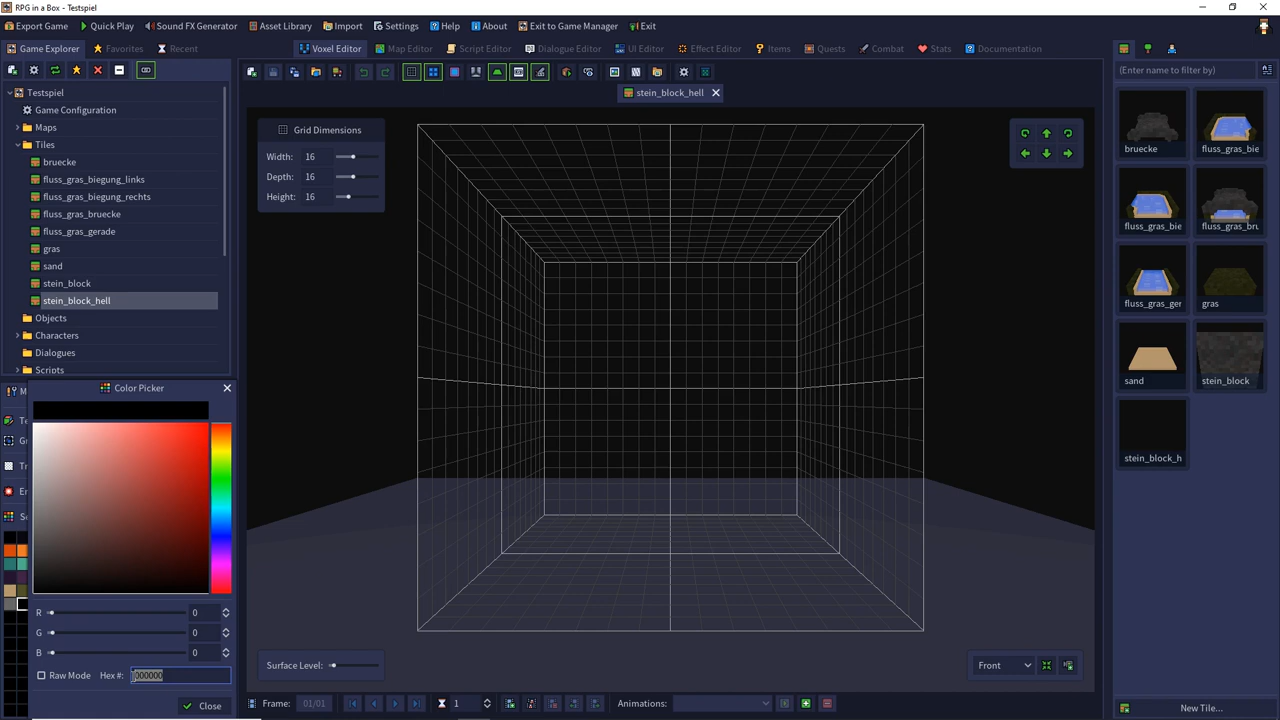 RPG in a Box - Testspiel
Export Game Quick Play Sound FX Generator Asset Library Import Settings Help About Exit to Game Manager Exit
Game Explorer Favorites Recent
Voxel Editor Map Editor Script Editor Dialogue Editor UI Editor Effect Editor Items Quests Combat Stats Documentation
(Enter name to filter by)
Testspiel
Game Configuration
Maps
Tiles
bruecke
fluss_gras_biegung_links
fluss_gras_biegung_rechts
fluss_gras_bruecke
fluss_gras_gerade
gras
sand
stein_block
stein_block_hell
Objects
Characters
Dialogues
Scripts
stein_block_hell
Grid Dimensions
Width: 16
Depth: 16
Height: 16
bruecke fluss_gras_bie
fluss_gras_bie fluss_gras_bru
fluss_gras_ger gras
sand stein_block
stein_block_h
M
Te
Gr
Tr
En
So
Color Picker
R 0
G 0
B 0
Raw Mode Hex #: 000000
Close
Surface Level:
Front
Frame: 01/01 1 Animations:
New Tile...